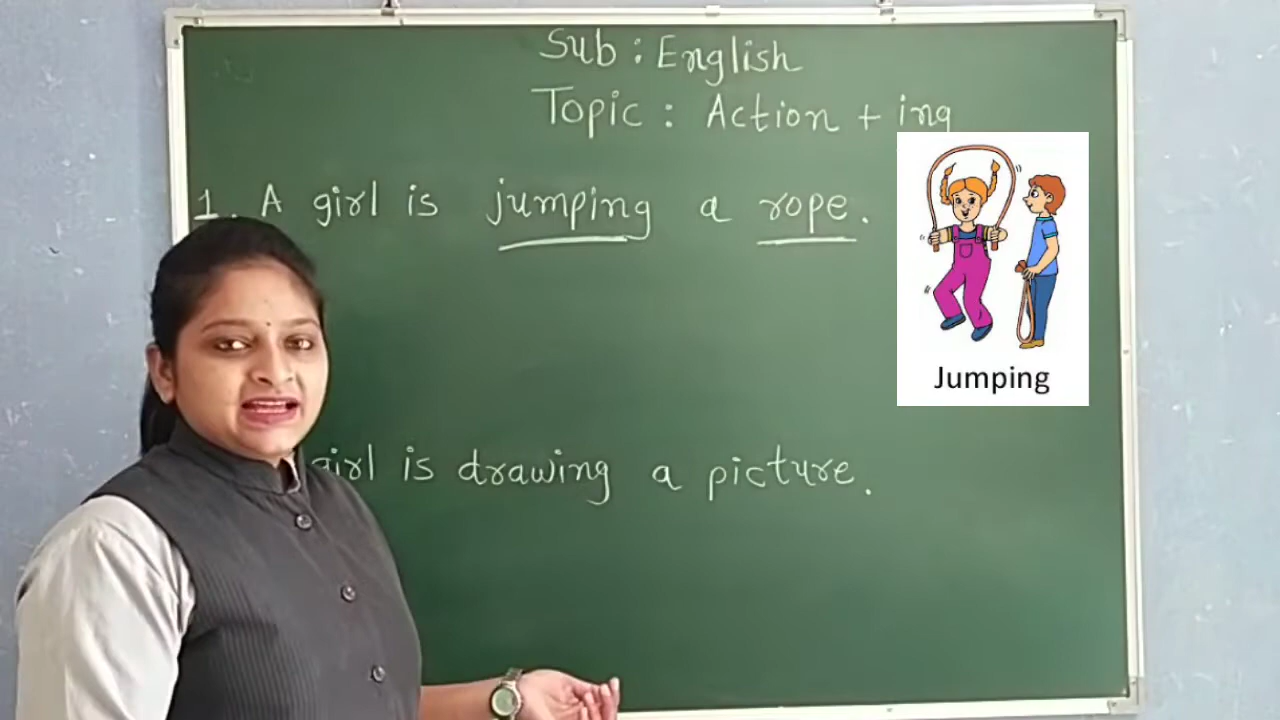 Sub : English
Topic : Action + ing
1. A girl is jumping a rope.
Jumping
girl is drawing a picture.